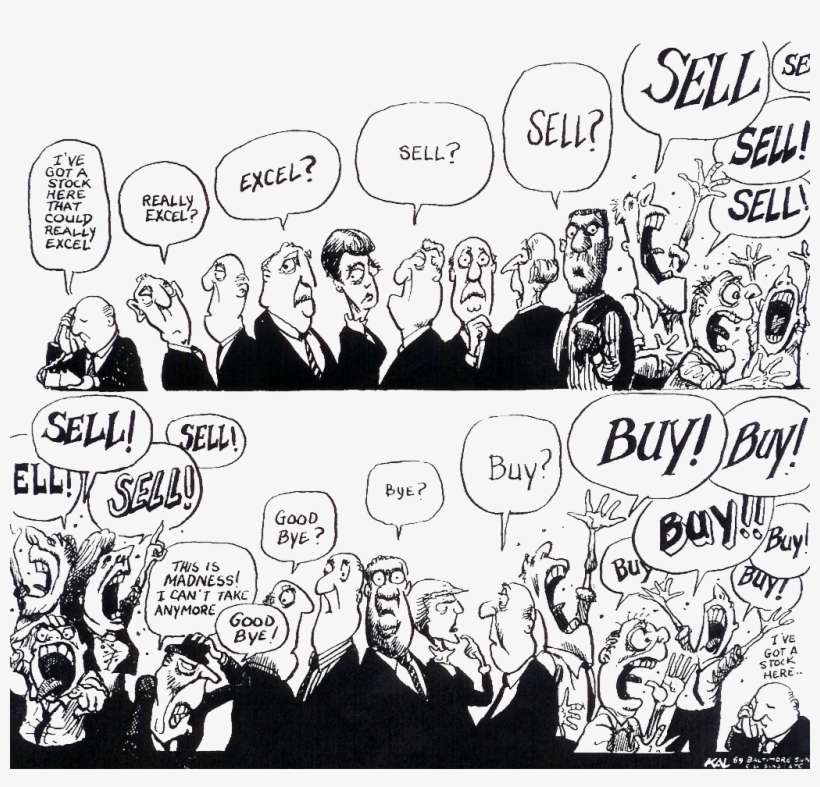 I'VE
GOT A
STOCK
HERE
THAT
COULD
REALLY
EXCEL
REALLY
EXCEL?
EXCEL?
SELL?
SELL?
SELL
SE
SELL!
SELL!
SELL!
SELL!
ELL!
SELL!
THIS IS
MADNESS!
I CAN'T TAKE
ANYMORE
GOOD
BYE!
GOOD
BYE?
BYE?
BUY?
BUY!
BUY!
BUY!!
BUY!
BUY
BUY!
I'VE
GOT A
STOCK
HERE..
KAL 89 BALTIMORE SUN